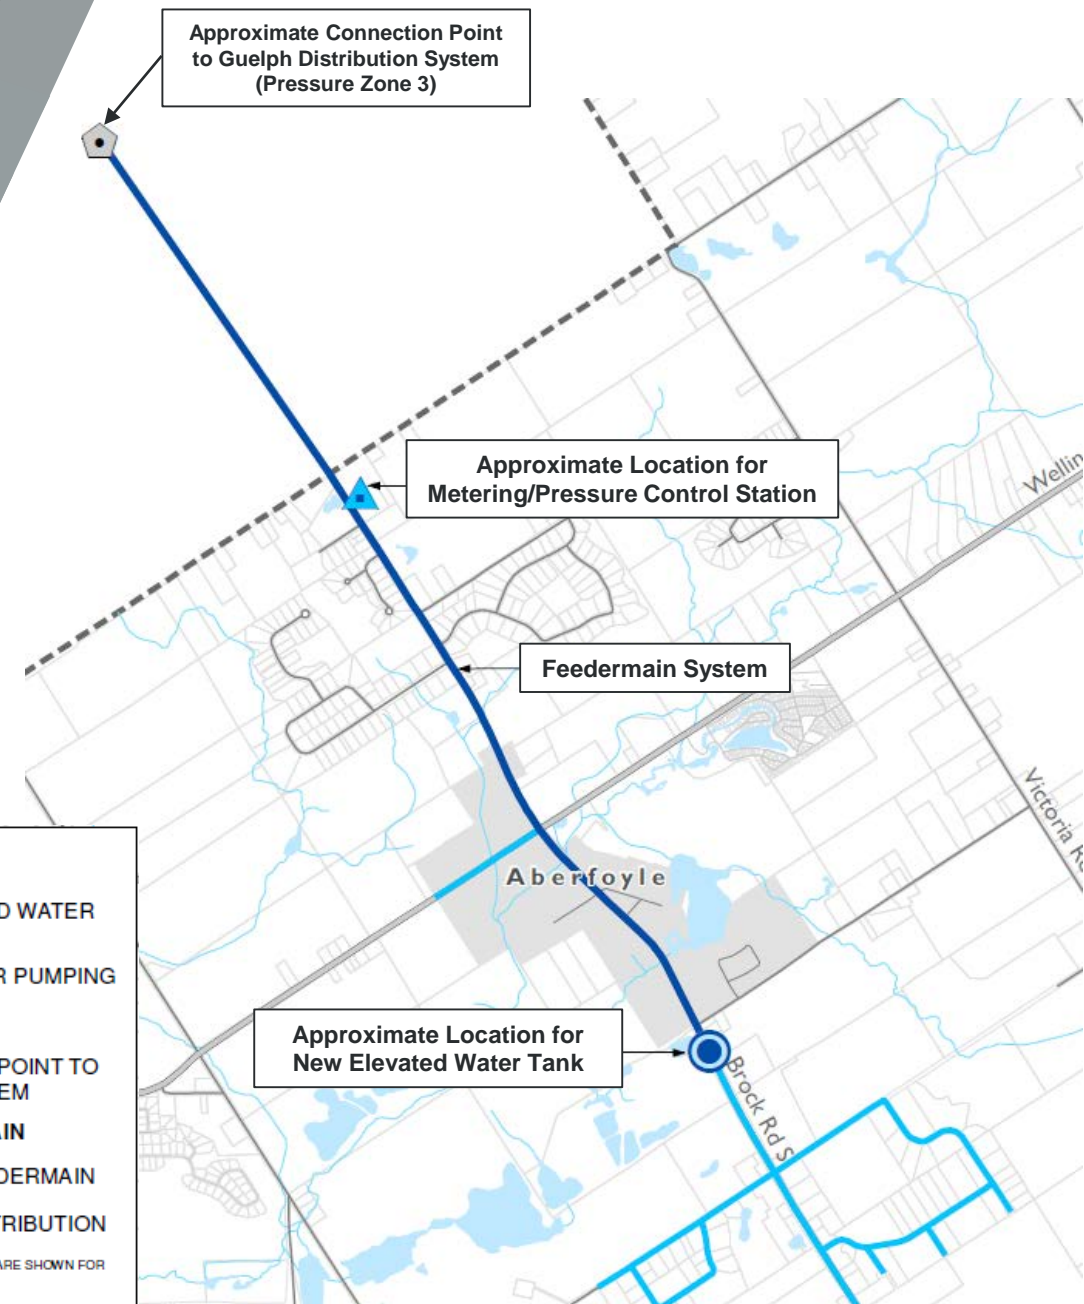 Approximate Connection Point
to Guelph Distribution System
(Pressure Zone 3)
Approximate Location for
Metering/Pressure Control Station
Wellin
Feedermain System
Victoria Rd
Aberfoyle
D WATER
R PUMPING
Approximate Location for
New Elevated Water Tank
POINT TO
EM
Brock Rd S
AIN
DERMAIN
TRIBUTION
ARE SHOWN FOR